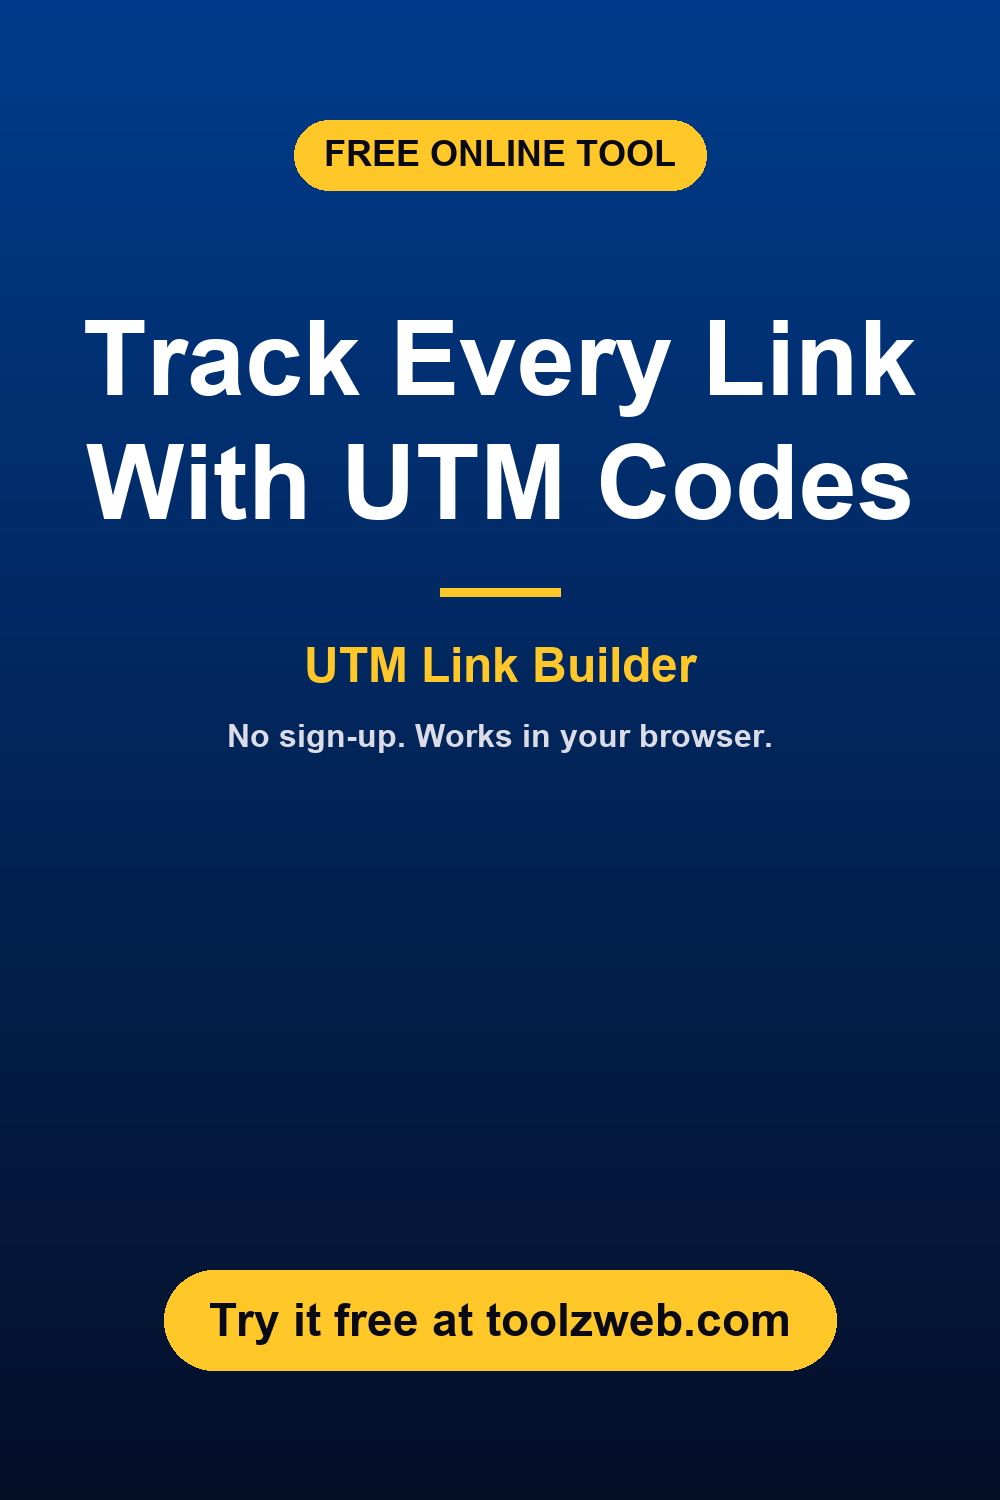 FREE ONLINE TOOL
Track Every Link
With UTM Codes
UTM Link Builder
No sign-up. Works in your browser.
Try it free at toolzweb.com